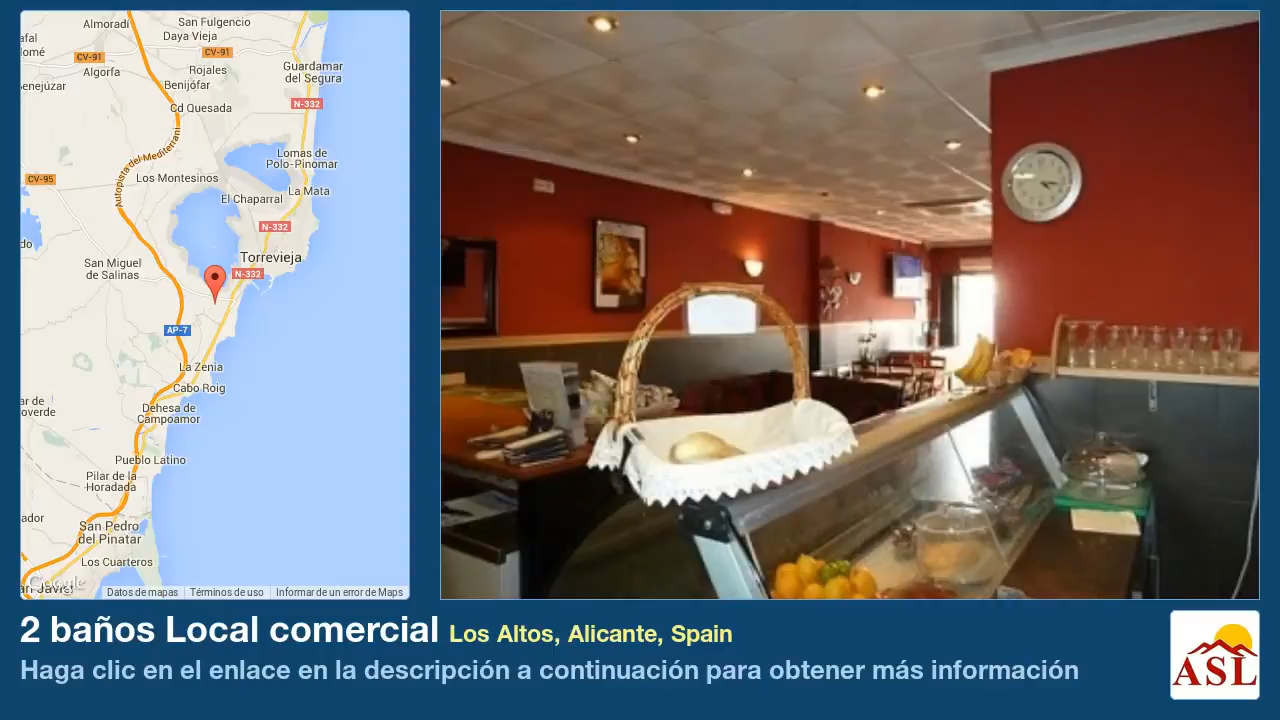 Almoradí
San Fulgencio
Daya Vieja
CV-91
CV-91
Algorfa
Rojales
Benijófar
Guardamar
del Segura
Cd Quesada
N-332
Autopista del Mediterrani
CV-95
Los Montesinos
Lomas de
Polo-Pinomar
La Mata
El Chaparral
N-332
San Miguel
de Salinas
Torrevieja
N-332
AP-7
La Zenia
Cabo Roig
Dehesa de
Campoamor
Pueblo Latino
Pilar de la
Horadada
San Pedro
del Pinatar
Los Cuarteros
Google
Datos de mapas
Términos de uso
Informar de un error de Maps
2 baños Local comercial Los Altos, Alicante, Spain
Haga clic en el enlace en la descripción a continuación para obtener más información
ASL